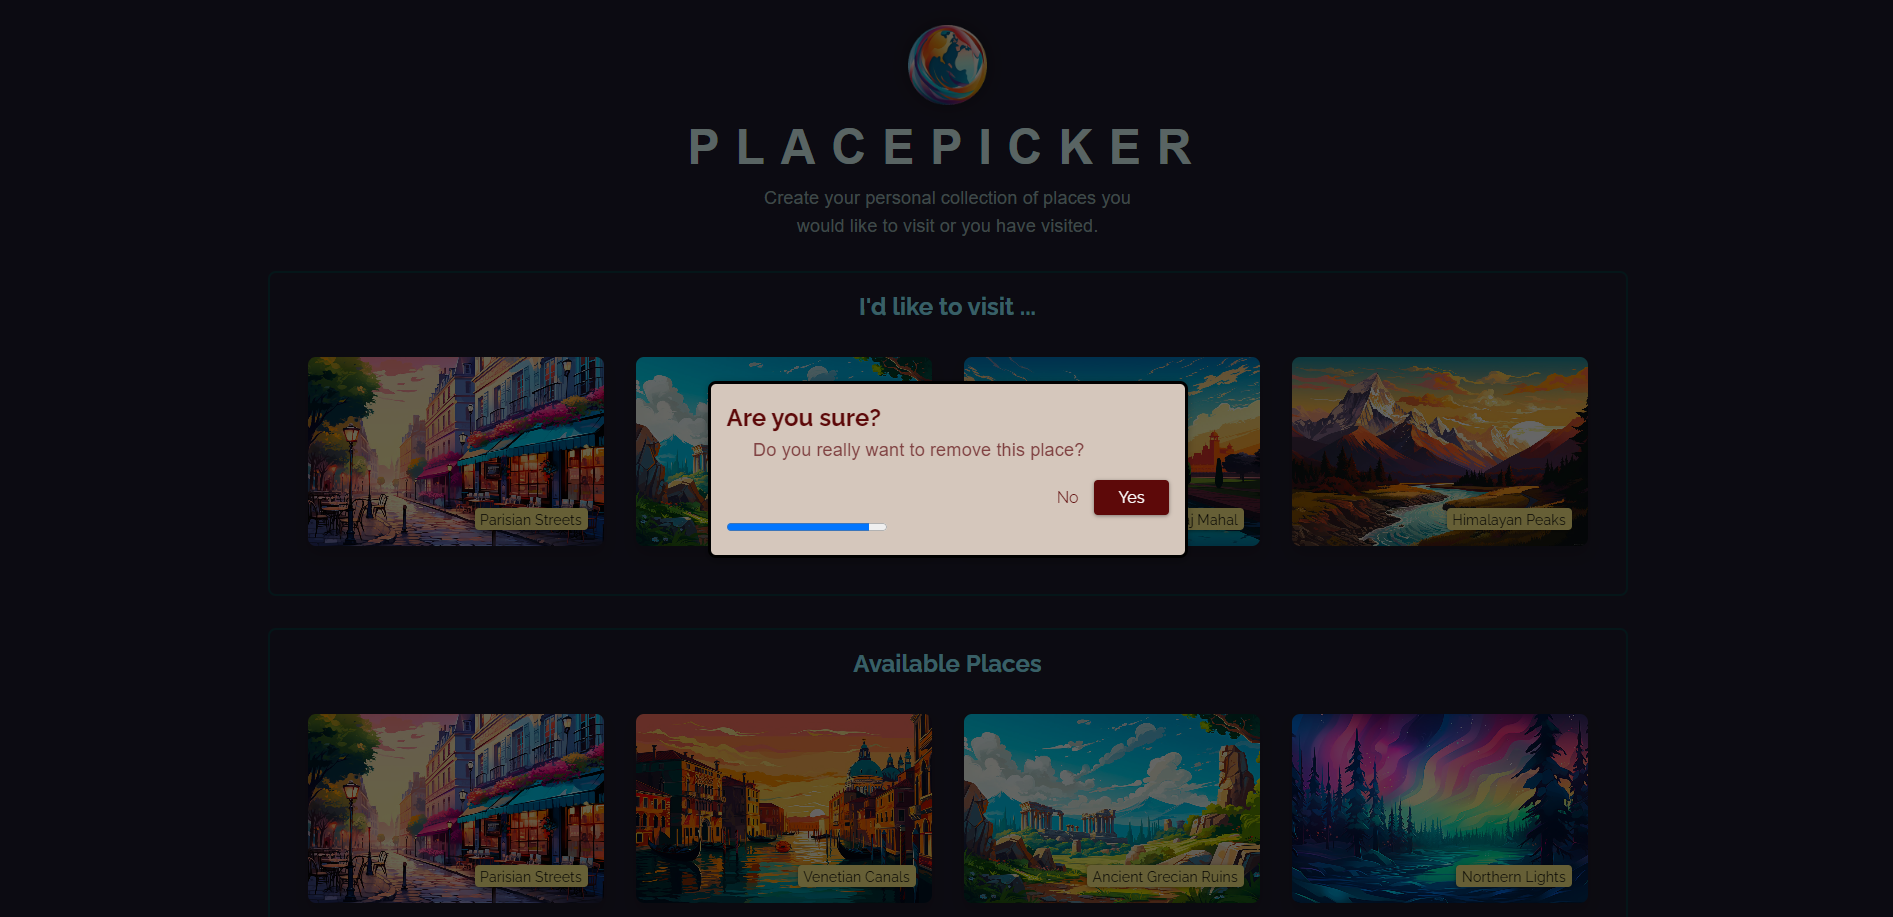 PLACEPICKER
Create your personal collection of places you
would like to visit or you have visited.
I'd like to visit ...
Are you sure?
Do you really want to remove this place?
No
Yes
Parisian Streets
j Mahal
Himalayan Peaks
Available Places
Parisian Streets
Venetian Canals
Ancient Grecian Ruins
Northern Lights